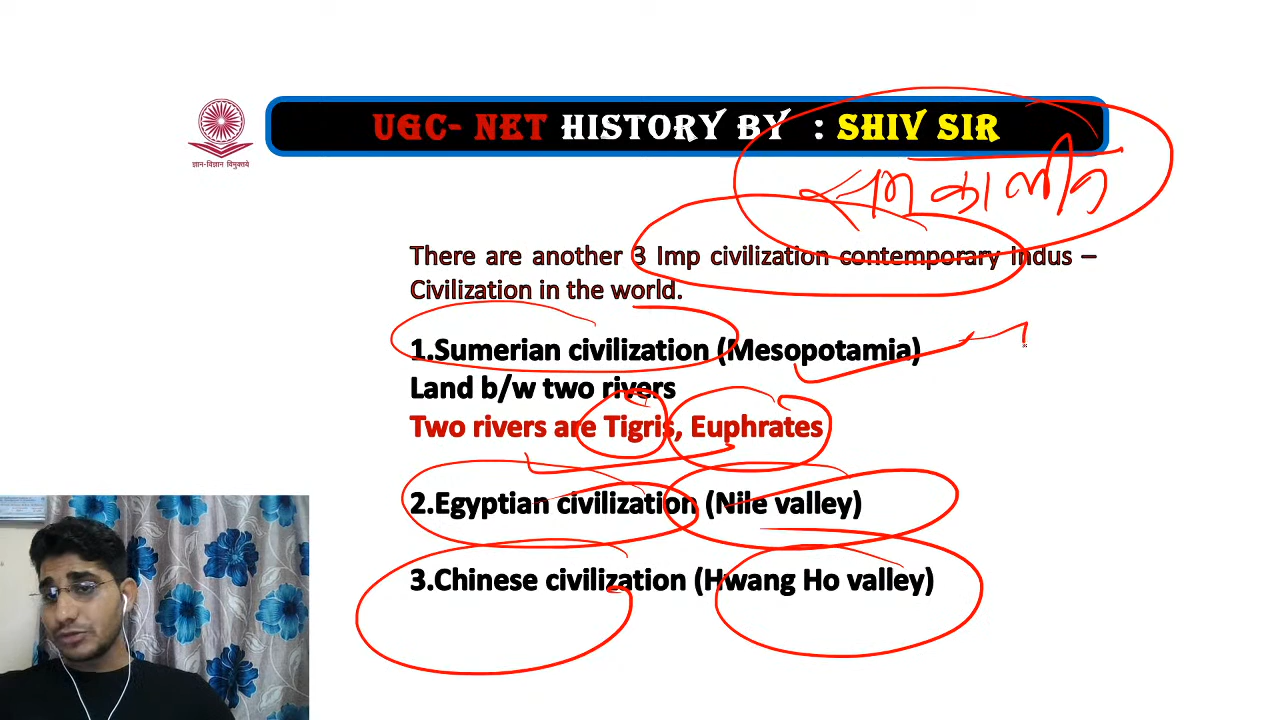 ज्ञान-विज्ञान विमुक्तये
UGC- NET HISTORY BY : SHIV SIR
समकालीन
There are another 3 Imp civilization contemporary Indus –
Civilization in the world.
1.Sumerian civilization (Mesopotamia)
Land b/w two rivers
Two rivers are Tigris, Euphrates
2.Egyptian civilization (Nile valley)
3.Chinese civilization (Hwang Ho valley)